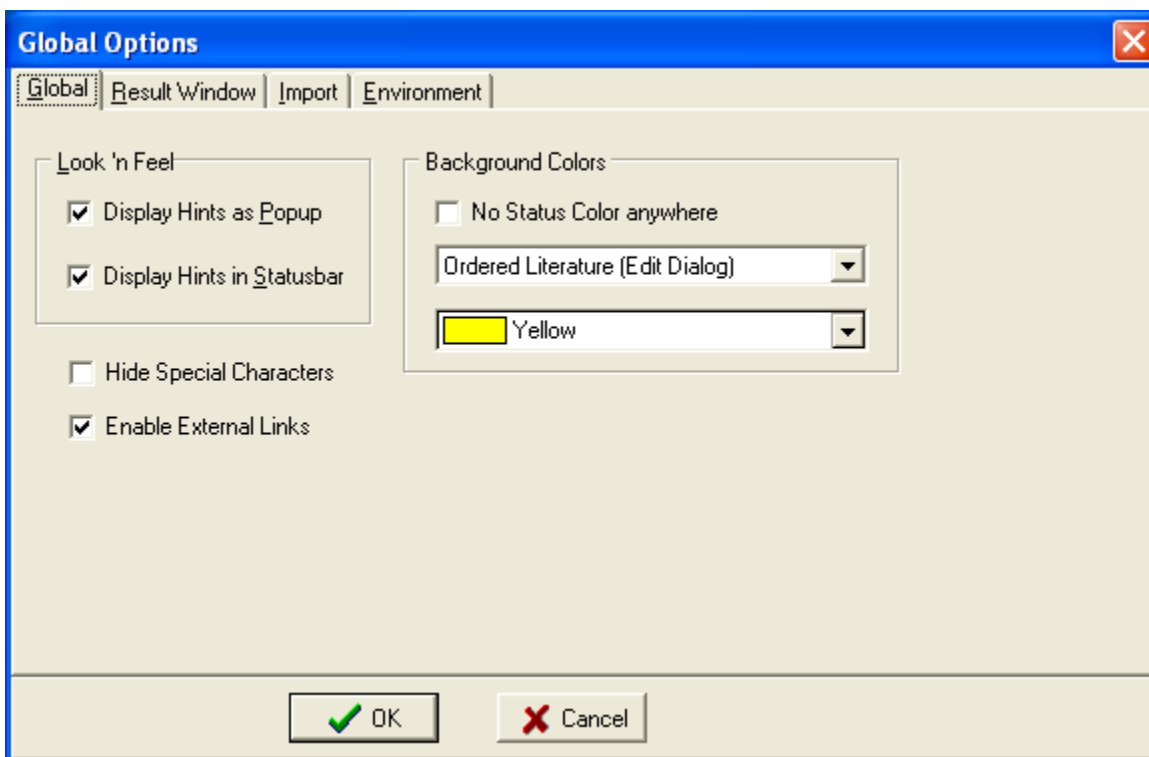 Global Options
Global Result Window Import Environment
Look 'n Feel
Display Hints as Popup
Display Hints in Statusbar
Hide Special Characters
Enable External Links
Background Colors
No Status Color anywhere
Ordered Literature (Edit Dialog)
Yellow
OK Cancel